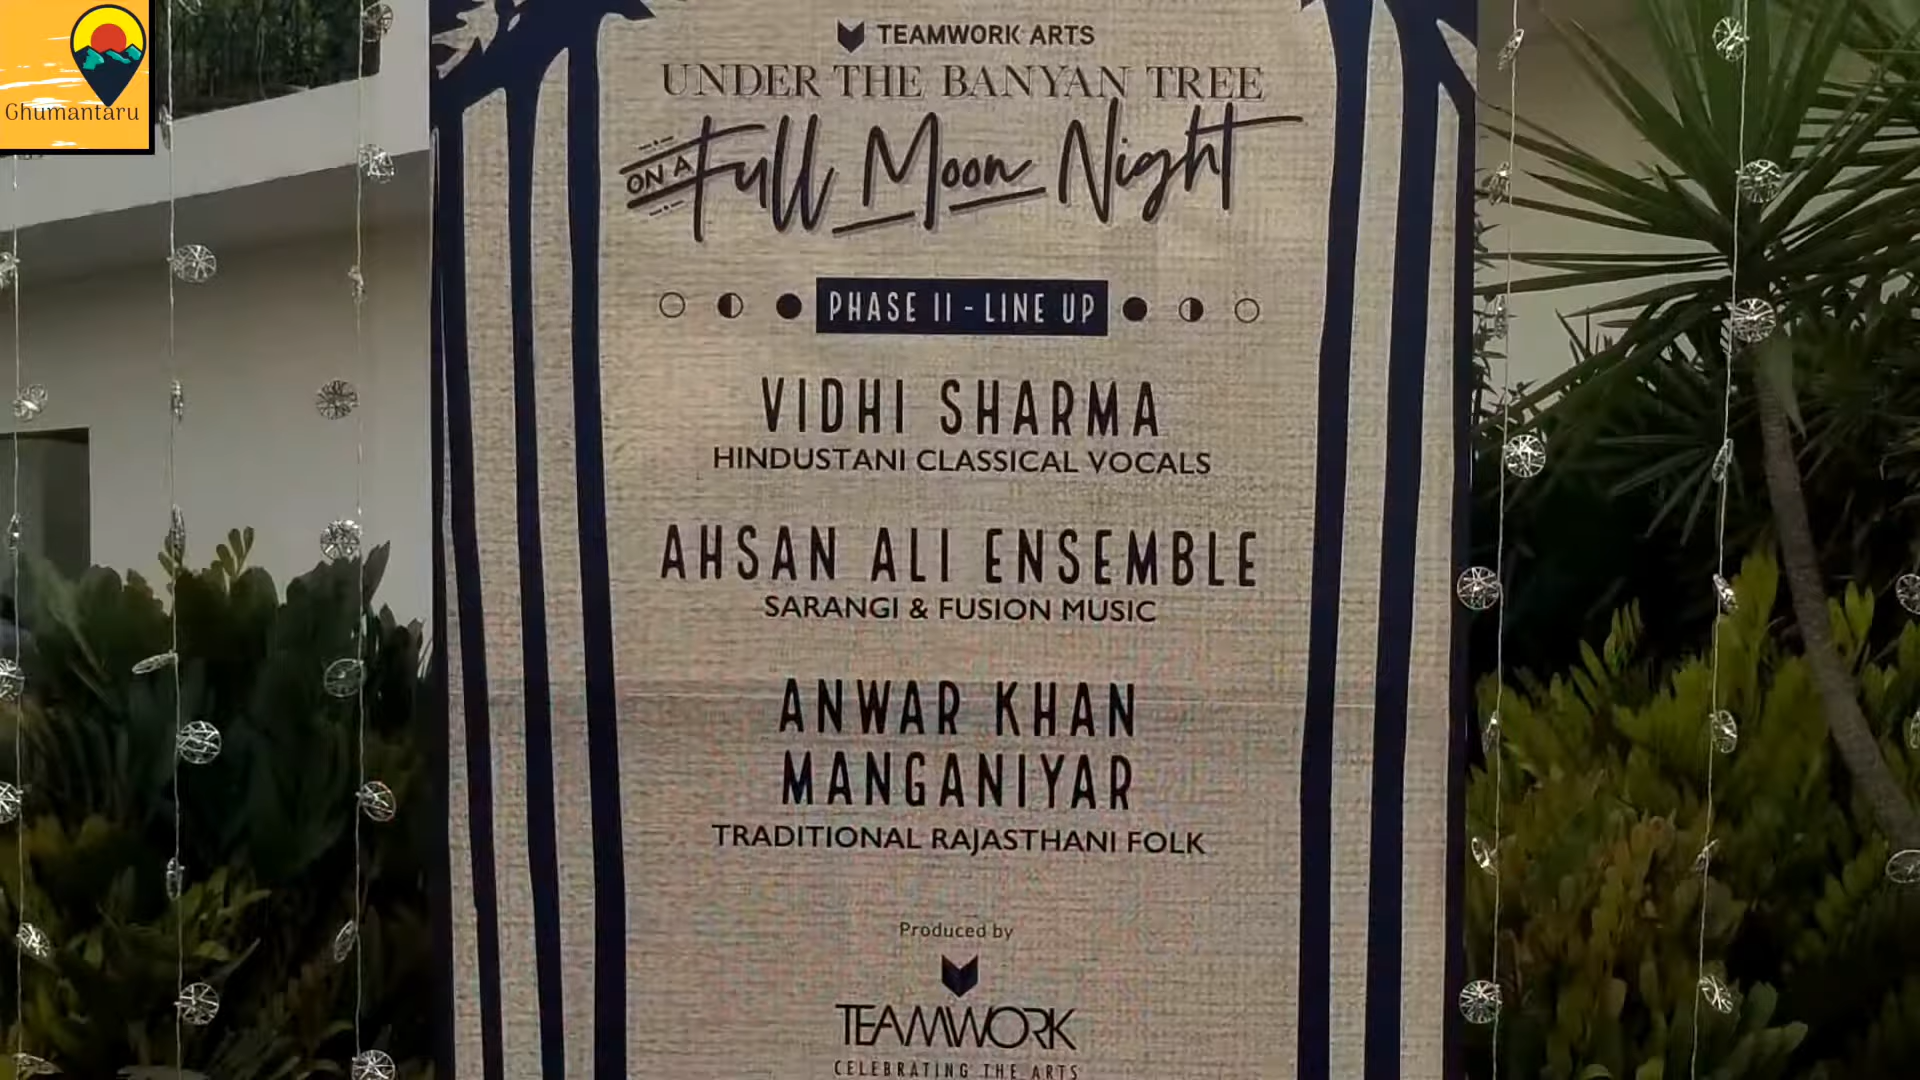 Ghumantaru
TEAMWORK ARTS
UNDER THE BANYAN TREE
ON A Full Moon Night
PHASE II - LINE UP
VIDHI SHARMA
HINDUSTANI CLASSICAL VOCALS
AHSAN ALI ENSEMBLE
SARANGI & FUSION MUSIC
ANWAR KHAN
MANGANIYAR
TRADITIONAL RAJASTHANI FOLK
Produced by
TEAMWORK
CELEBRATING THE ARTS